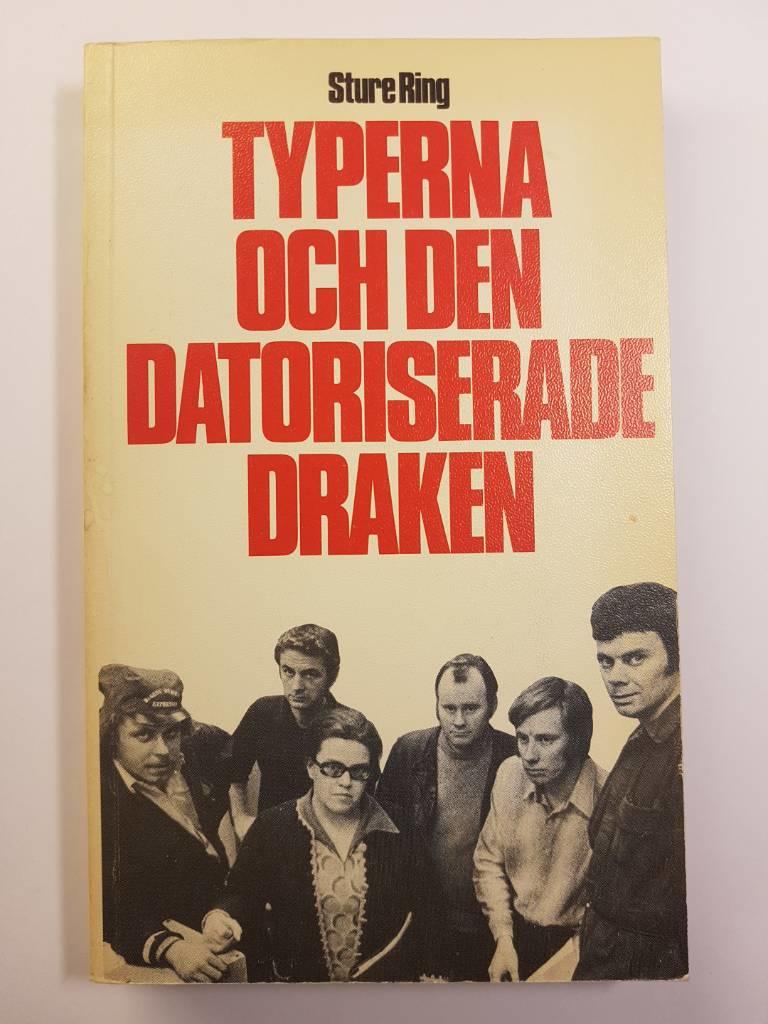 Sture Ring
TYPERNA
OCH DEN
DATORISERADE
DRAKEN